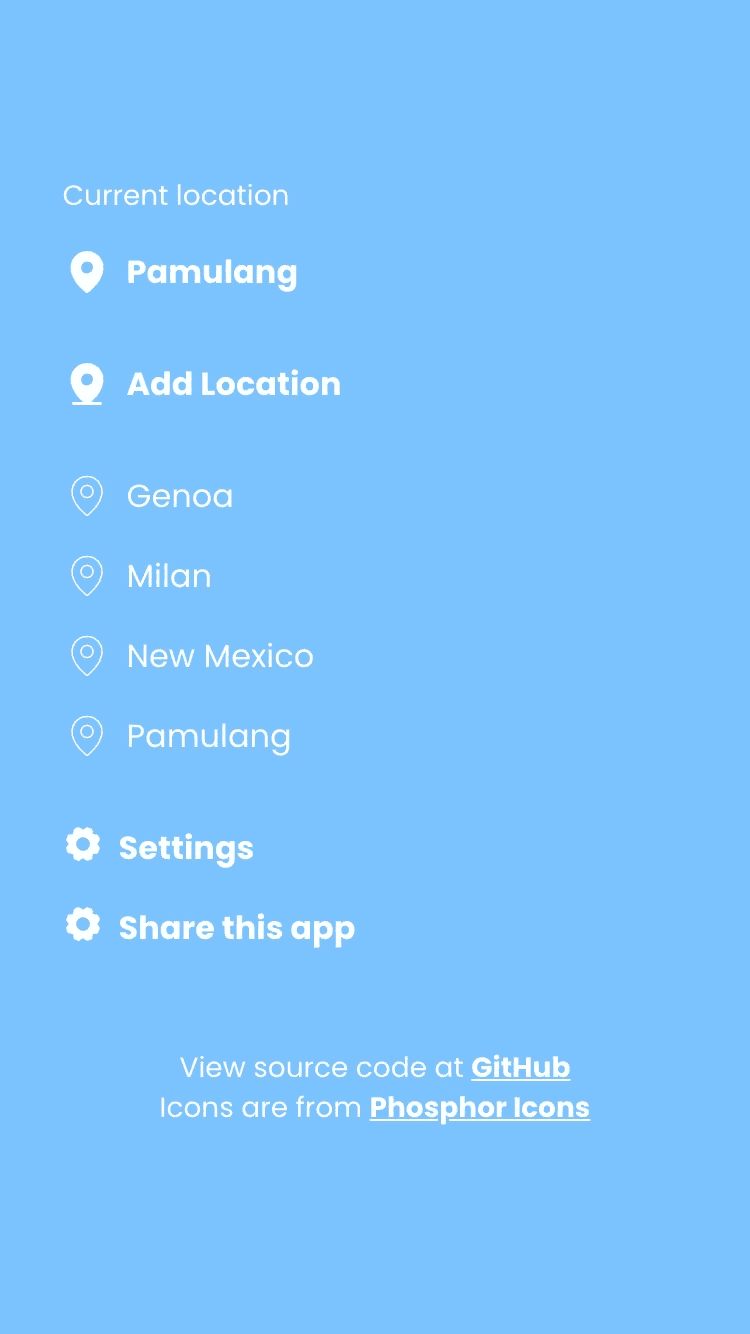 Current location
Pamulang
Add Location
Genoa
Milan
New Mexico
Pamulang
Settings
Share this app
View source code at GitHub
Icons are from Phosphor Icons